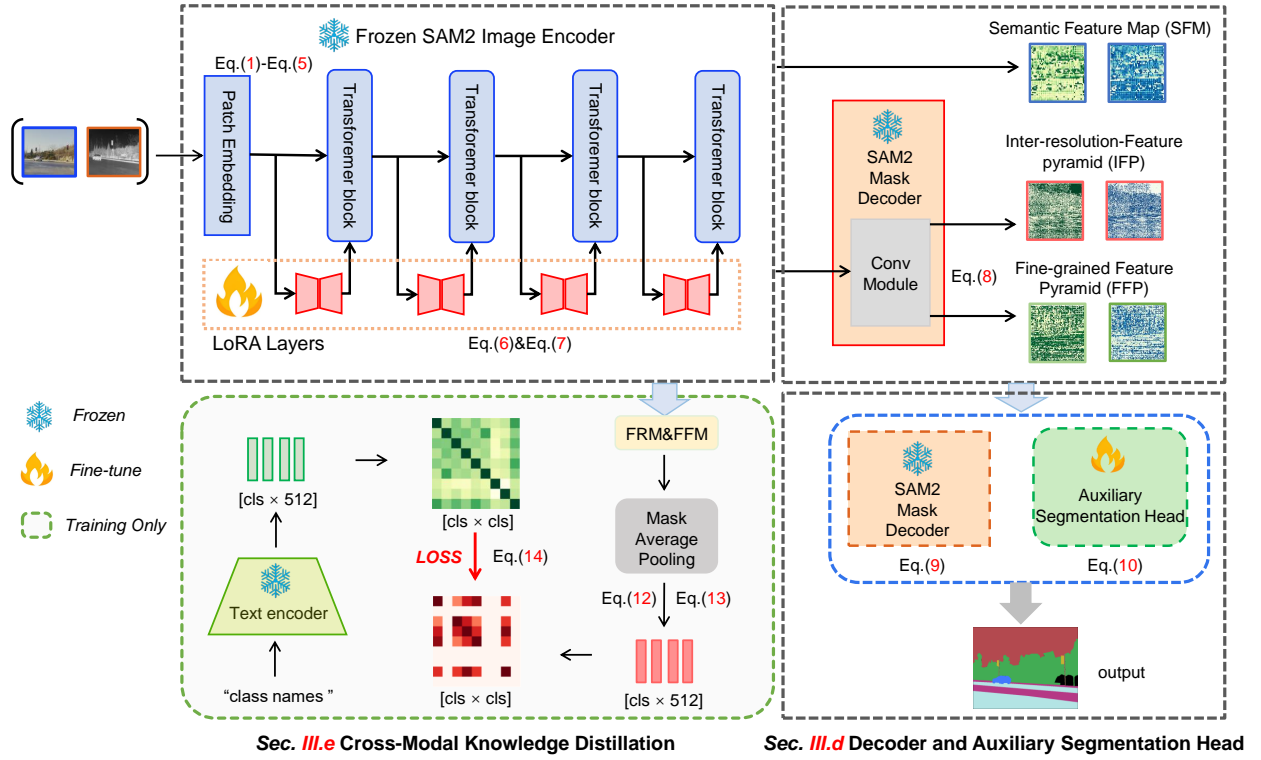 Frozen SAM2 Image Encoder
Eq.(1)-Eq.(5)
Patch Embedding
Transforemer block
Transforemer block
Transforemer block
Transforemer block
LoRA Layers
Eq.(6)&Eq.(7)
Semantic Feature Map (SFM)
SAM2
Mask
Decoder
Conv
Module
Inter-resolution-Feature
pyramid (IFP)
Eq.(8)
Fine-grained Feature
Pyramid (FFP)
Frozen
Fine-tune
Training Only
[cls × 512]
Text encoder
“class names ”
[cls × cls]
LOSS
Eq.(14)
[cls × cls]
FRM&FFM
Mask
Average
Pooling
Eq.(12)
Eq.(13)
[cls × 512]
Sec. III.e Cross-Modal Knowledge Distillation
SAM2
Mask
Decoder
Eq.(9)
Auxiliary
Segmentation Head
Eq.(10)
output
Sec. III.d Decoder and Auxiliary Segmentation Head